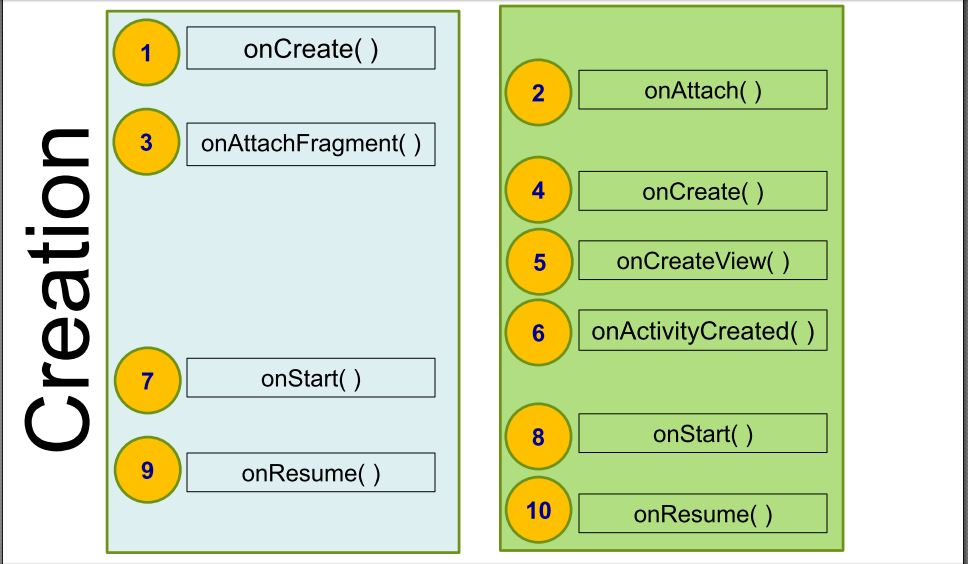 Creation
1 onCreate( )
2 onAttach( )
3 onAttachFragment( )
4 onCreate( )
5 onCreateView( )
6 onActivityCreated( )
7 onStart( )
8 onStart( )
9 onResume( )
10 onResume( )